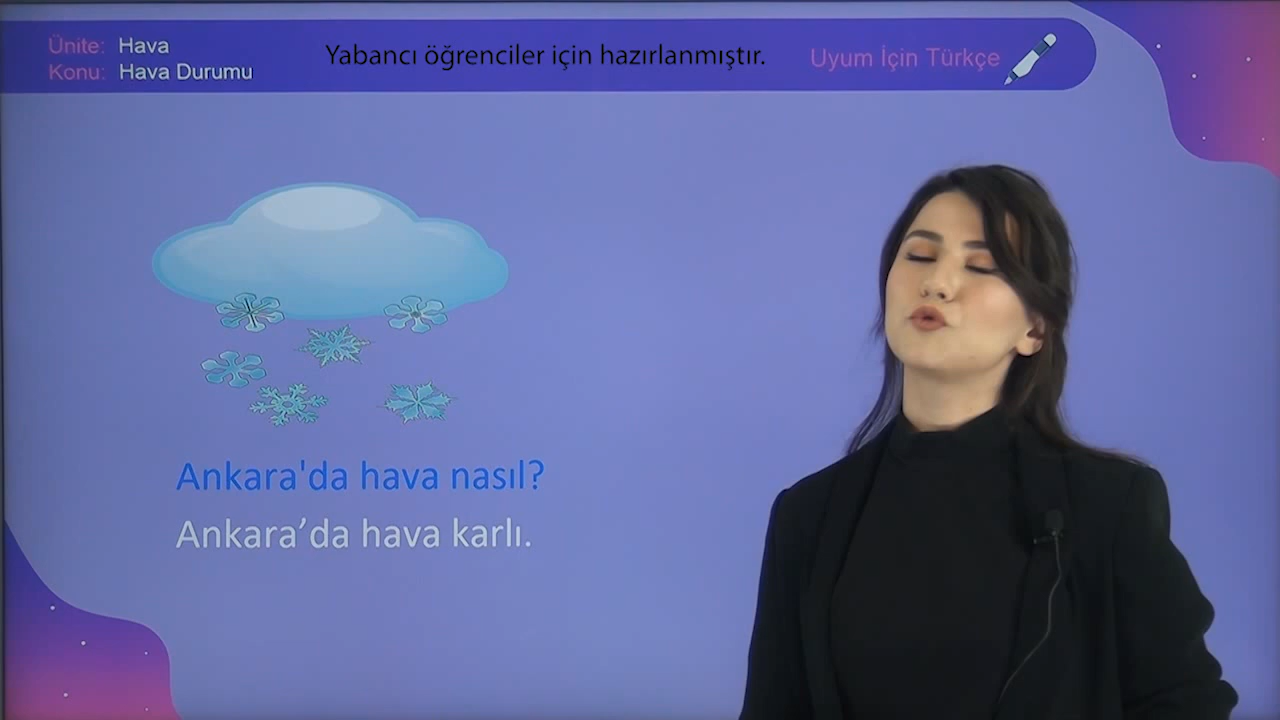 Ünite: Hava
Konu: Hava Durumu
Yabancı öğrenciler için hazırlanmıştır.
Uyum İçin Türkçe
Ankara'da hava nasıl?
Ankara’da hava karlı.